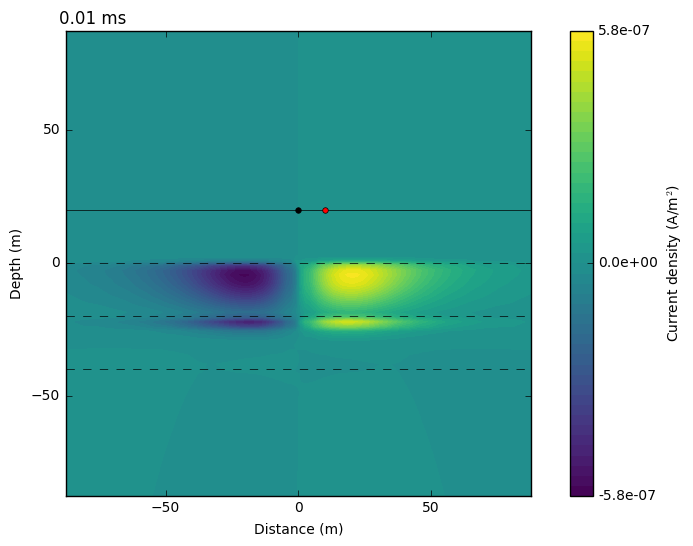 0.01 ms
5.8e-07
50
0
−50
0.0e+00
-5.8e-07
−50
0
50
Depth (m)
Distance (m)
Current density (A/m²)